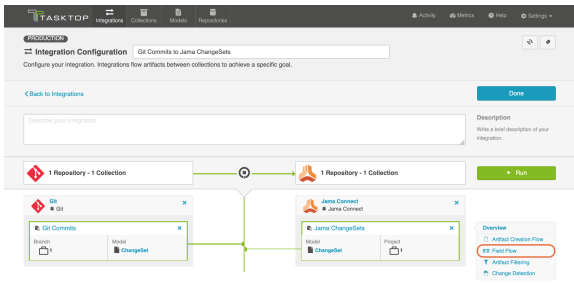 TASKTOP
Integrations
Collections
Models
Repositories
Activity
Metrics
Help
Settings
PRODUCTION
Integration Configuration
Git Commits to Jama ChangeSets
Configure your integration. Integrations flow artifacts between collections to achieve a specific goal.
Back to Integrations
Done
Describe your integration
Description
Write a brief description of your
integration.
1 Repository - 1 Collection
1 Repository - 1 Collection
Run
Git
Git
Jama Connect
Jama Connect
Git Commits
Branch
1
Model
ChangeSet
Jama ChangeSets
Model
ChangeSet
Project
1
Overview
Artifact Creation Flow
Field Flow
Artifact Filtering
Change Detection